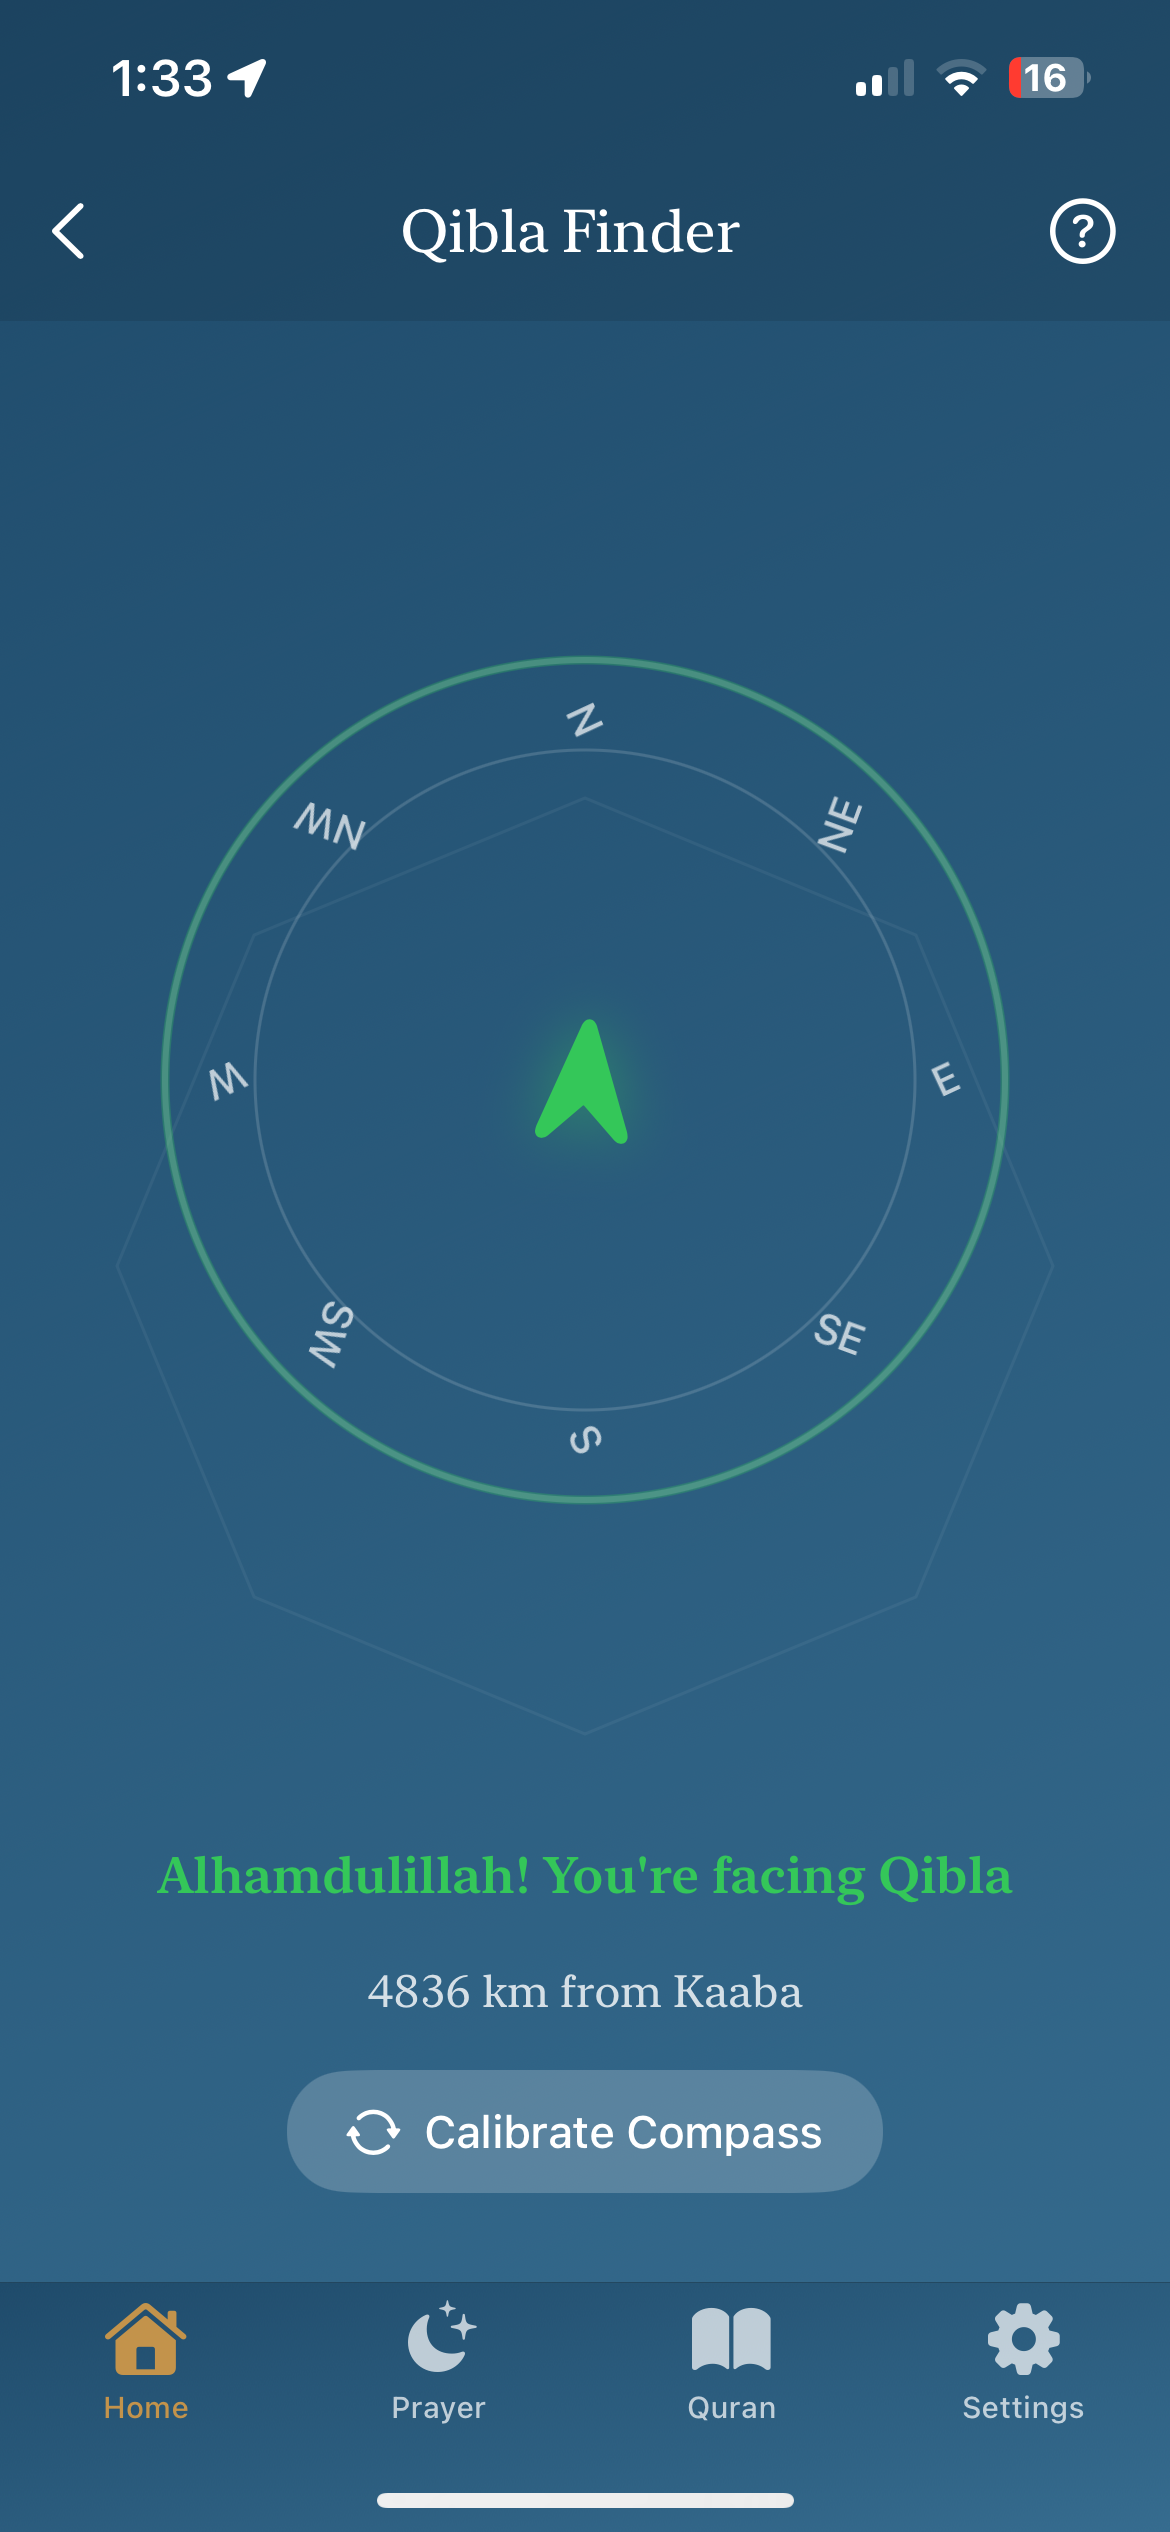 1:33
16
Qibla Finder
?
N
NW
NE
W
E
SW
SE
S
Alhamdulillah! You're facing Qibla
4836 km from Kaaba
Calibrate Compass
Home
Prayer
Quran
Settings